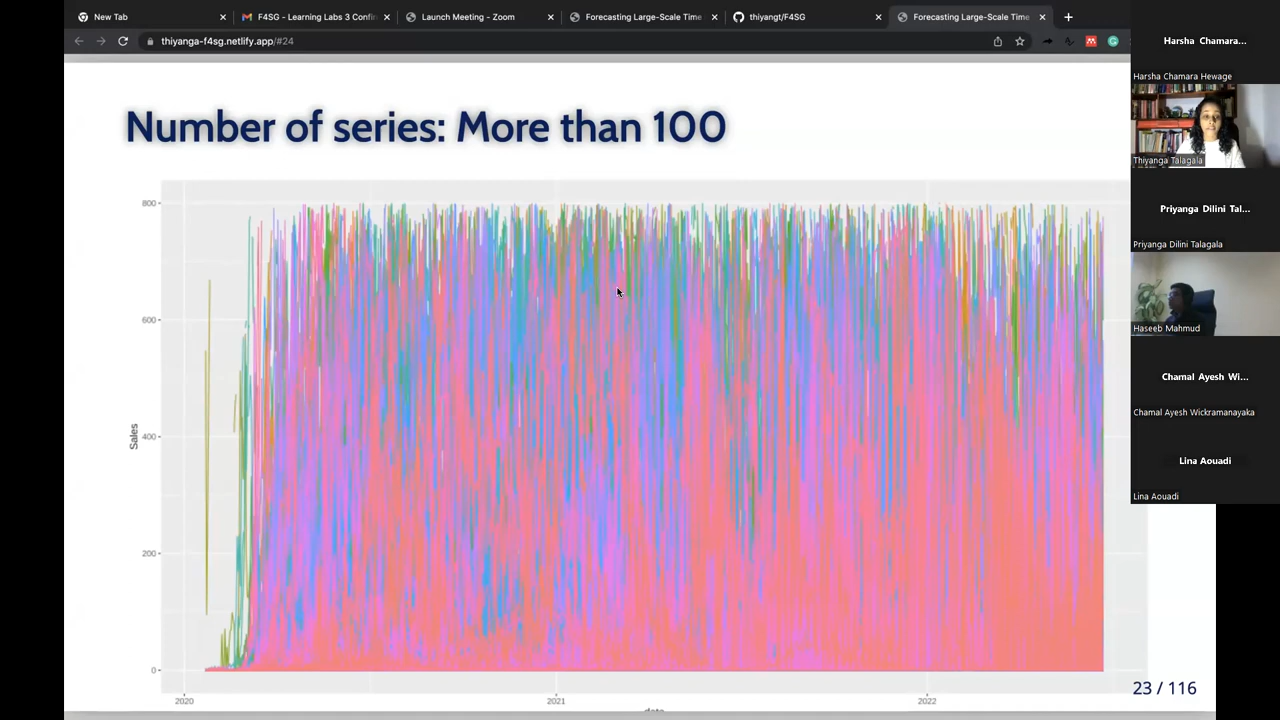 New Tab
F4SG - Learning Labs 3 Confir
Launch Meeting - Zoom
Forecasting Large-Scale Time
thiyangt/F4SG
Forecasting Large-Scale Time
thiyanga-f4sg.netlify.app/#24
Number of series: More than 100
800
600
400
200
0
Sales
2020
2021
2022
23 / 116
Harsha Chamara...
Harsha Chamara Hewage
Thiyanga Talagala
Priyanga Dilini Tal...
Priyanga Dilini Talagala
Haseeb Mahmud
Chamal Ayesh Wi...
Chamal Ayesh Wickramanayaka
Lina Aouadi
Lina Aouadi